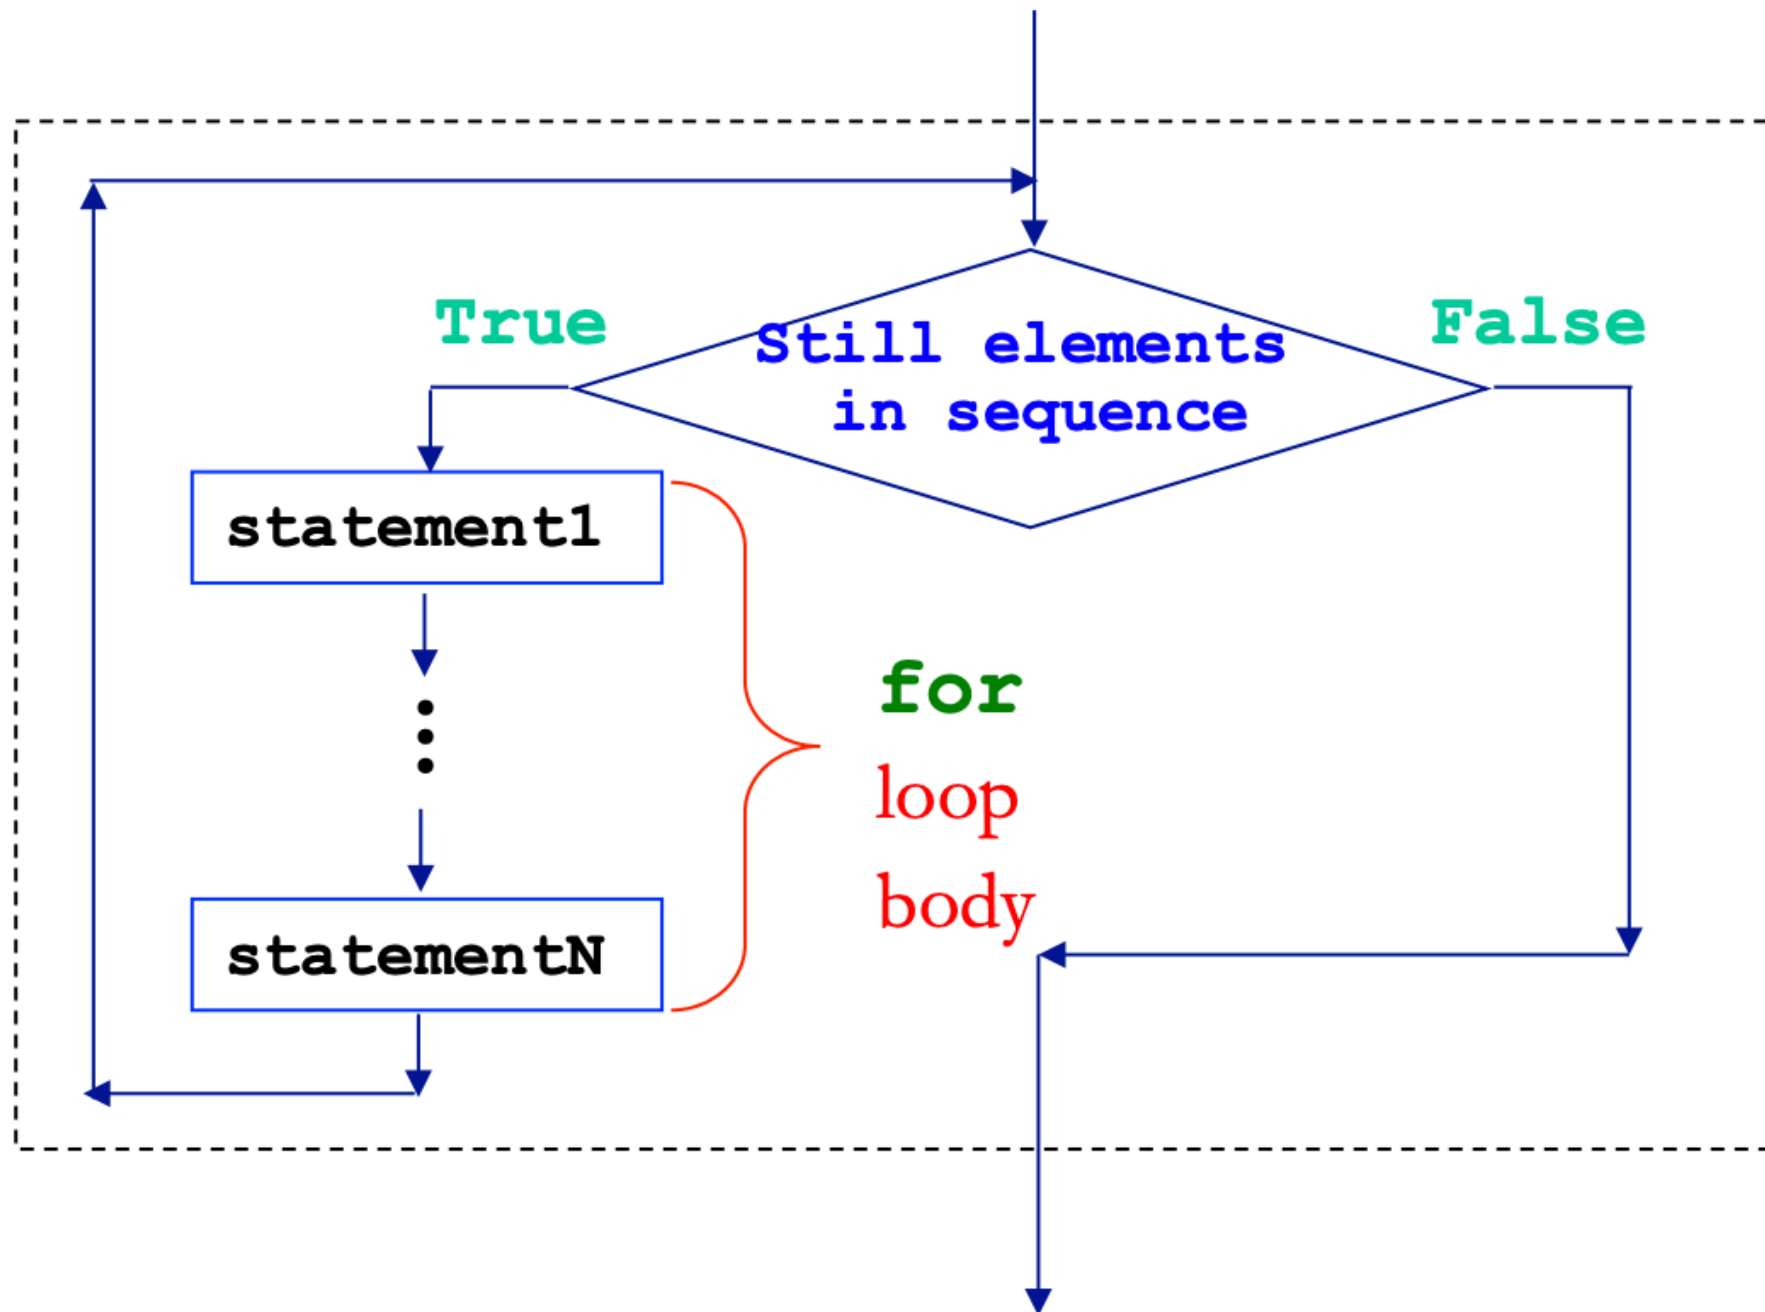 True
Still elements
in sequence
False
statement1
for
loop
body
statementN